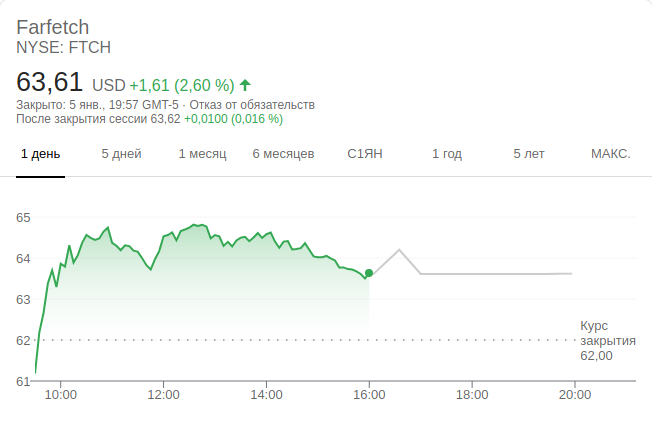 Farfetch
NYSE: FTCH
63,61 USD +1,61 (2,60 %)
Закрыто: 5 янв., 19:57 GMT-5 · Отказ от обязательств
После закрытия сессии 63,62 +0,0100 (0,016 %)
1 день 5 дней 1 месяц 6 месяцев С1ЯН 1 год 5 лет МАКС.
65
64
63
62
61
Курс
закрытия
62,00
10:00 12:00 14:00 16:00 18:00 20:00